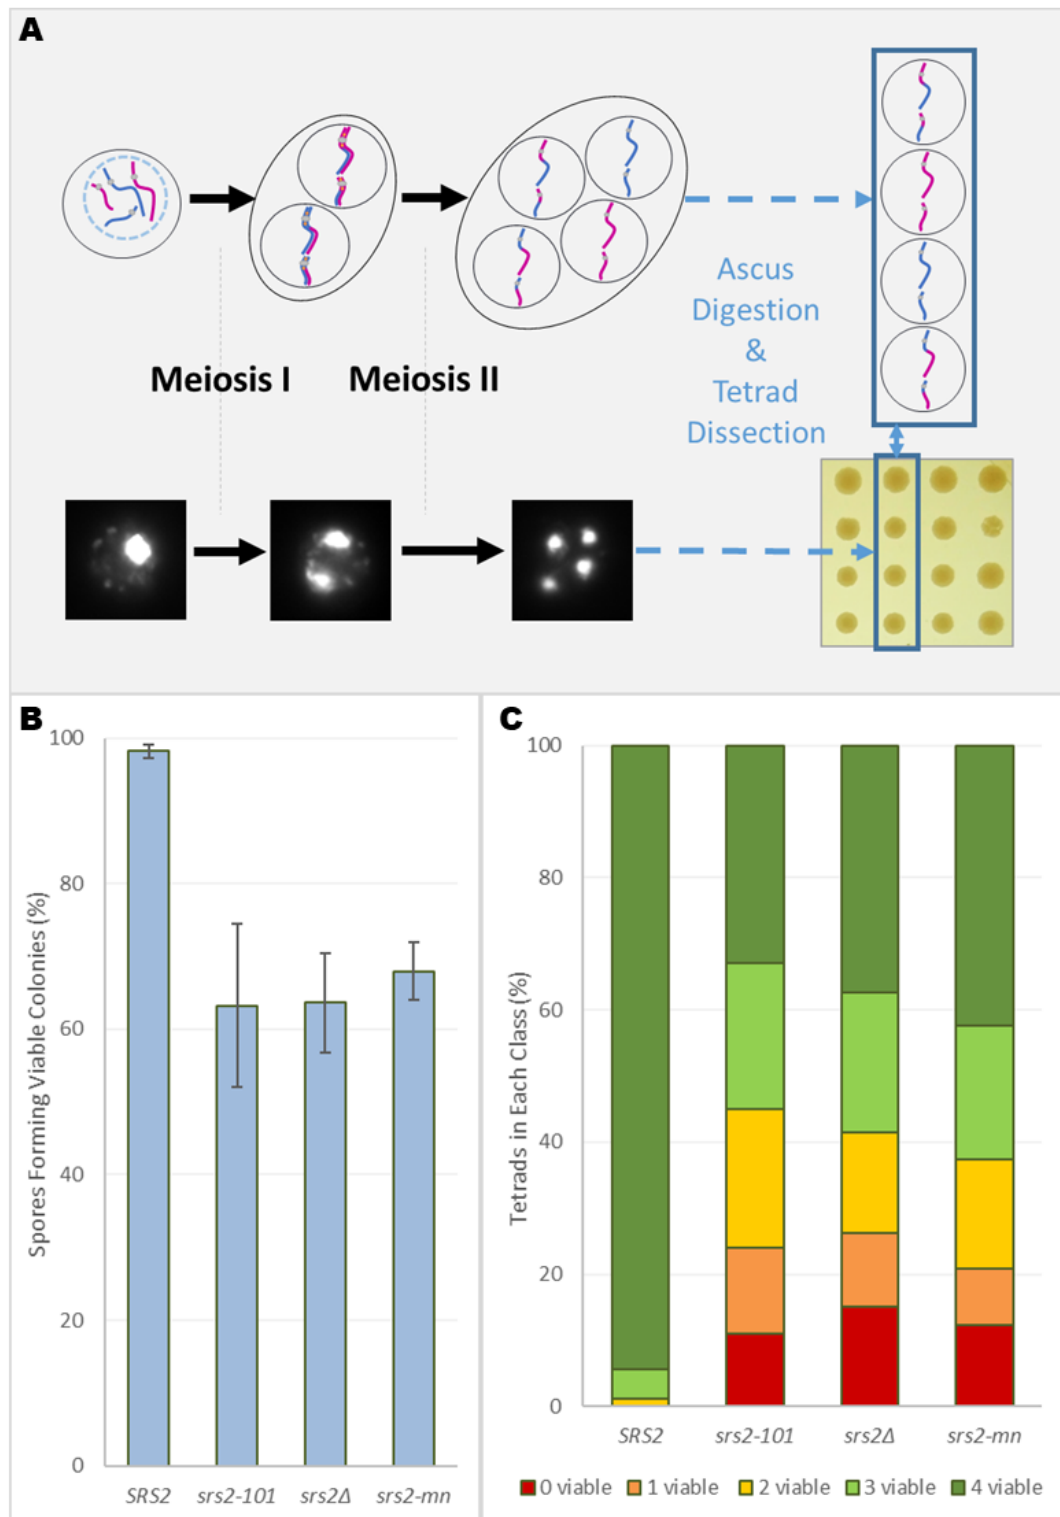 A
Meiosis I
Meiosis II
Ascus
Digestion
&
Tetrad
Dissection
B
Spores Forming Viable Colonies (%)
100
80
60
40
20
0
SRS2
srs2-101
srs2Δ
srs2-mn
C
Tetrads in Each Class (%)
100
80
60
40
20
0
SRS2
srs2-101
srs2Δ
srs2-mn
0 viable
1 viable
2 viable
3 viable
4 viable